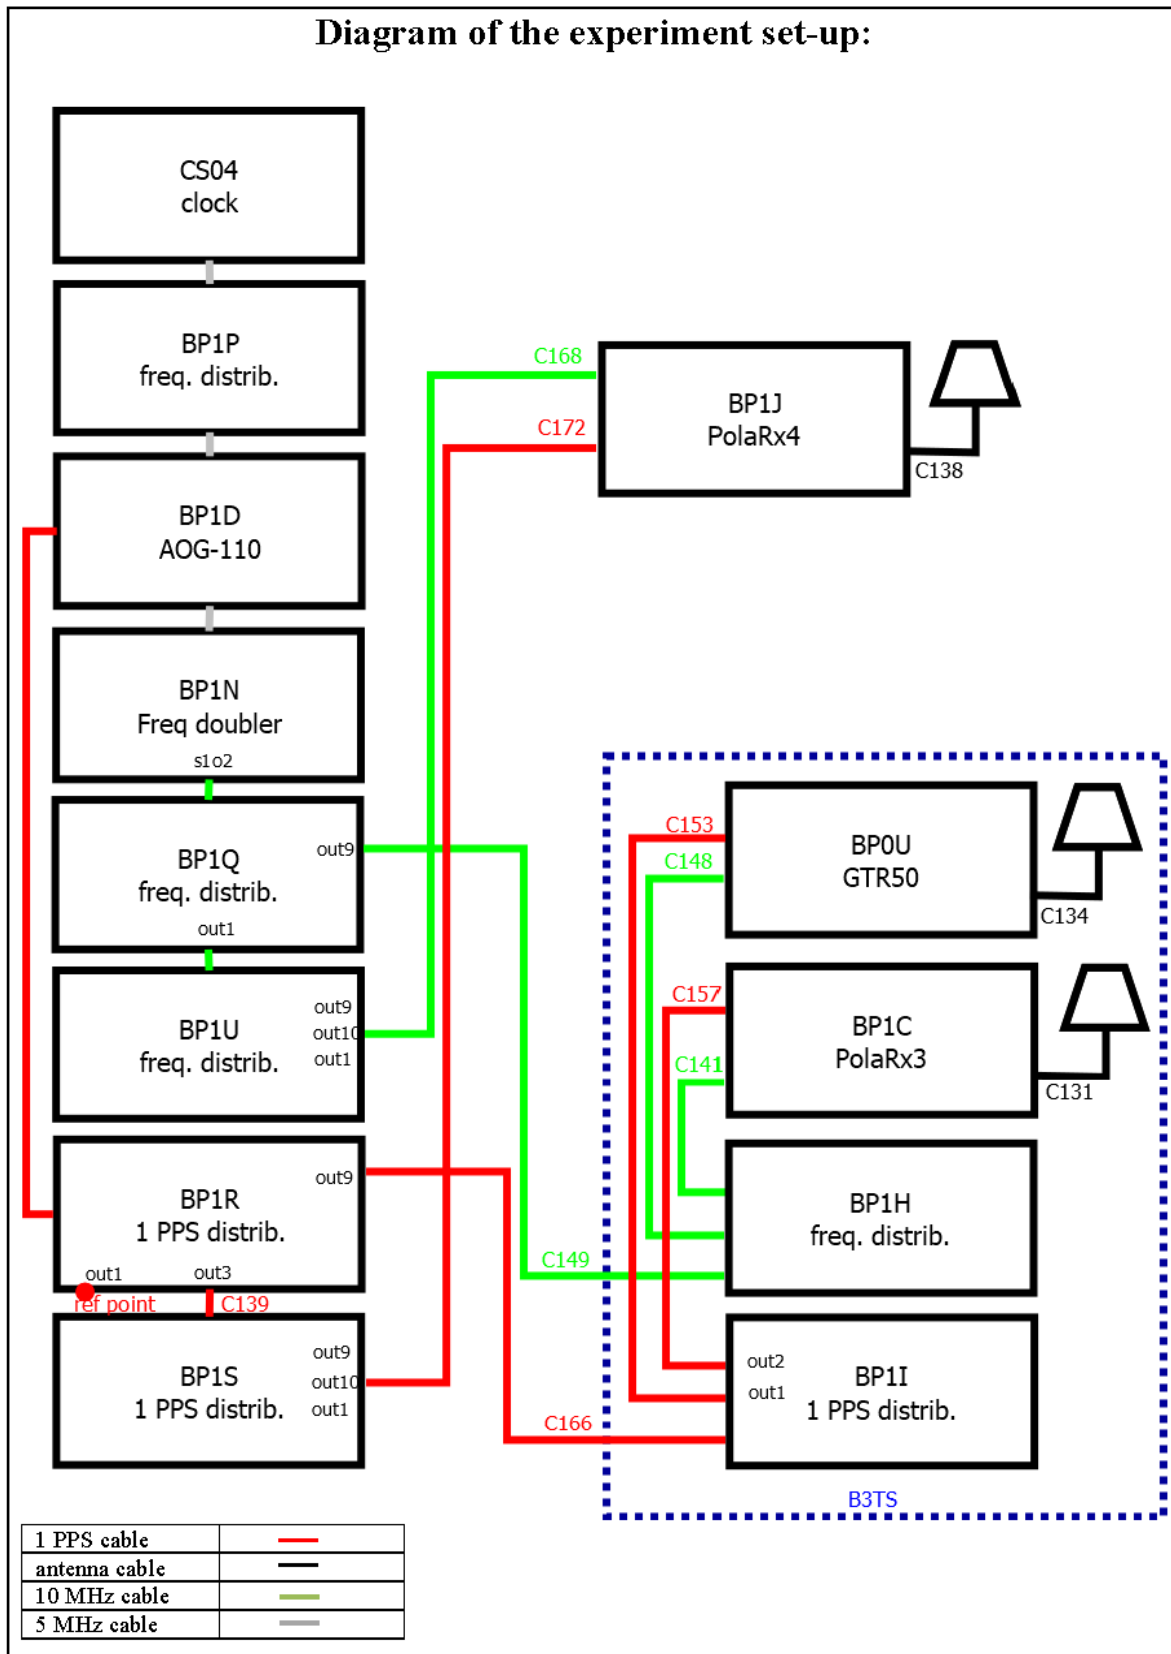 Diagram of the experiment set-up:
CS04
clock
BP1P
freq. distrib.
C168
C172
BP1J
PolaRx4
C138
BP1D
AOG-110
BP1N
Freq doubler
s1o2
BP1Q
freq. distrib.
out9
out1
C153
C148
BP0U
GTR50
C134
BP1U
freq. distrib.
out9
out10
out1
C157
C141
BP1C
PolaRx3
C131
BP1R
1 PPS distrib.
out9
out1
out3
ref point
C139
C149
BP1H
freq. distrib.
BP1S
1 PPS distrib.
out9
out10
out1
C166
out2
out1
BP1I
1 PPS distrib.
B3TS
1 PPS cable
antenna cable
10 MHz cable
5 MHz cable